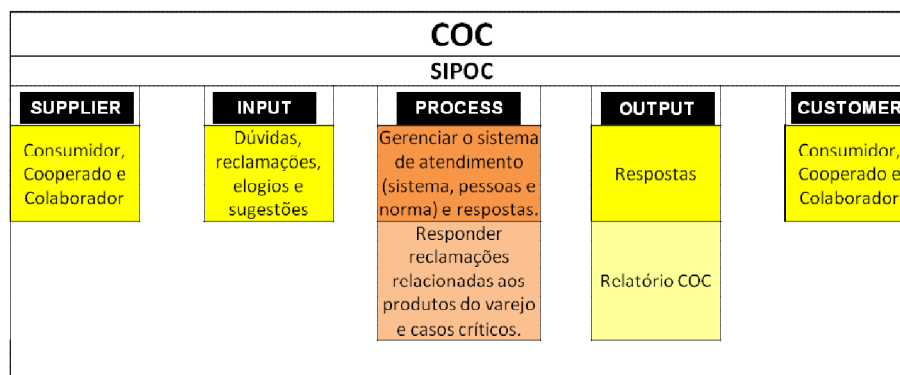 COC
SIPOC
SUPPLIER
INPUT
PROCESS
OUTPUT
CUSTOMER
Consumidor,
Cooperado e
Colaborador
Dúvidas,
reclamações,
elogios e
sugestões
Gerenciar o sistema
de atendimento
(sistema, pessoas e
norma) e respostas.
Respostas
Consumidor,
Cooperado e
Colaborador
Responder
reclamações
relacionadas aos
produtos do varejo
e casos críticos.
Relatório COC